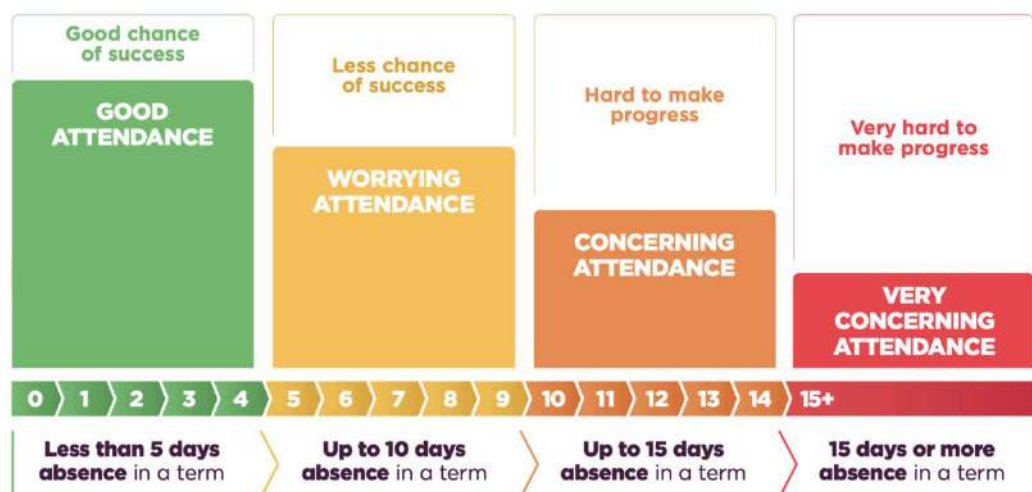 Good chance
of success
GOOD
ATTENDANCE
Less chance
of success
WORRYING
ATTENDANCE
Hard to make
progress
CONCERNING
ATTENDANCE
Very hard to
make progress
VERY
CONCERNING
ATTENDANCE
0 1 2 3 4 5 6 7 8 9 10 11 12 13 14 15+
Less than 5 days
absence in a term
Up to 10 days
absence in a term
Up to 15 days
absence in a term
15 days or more
absence in a term